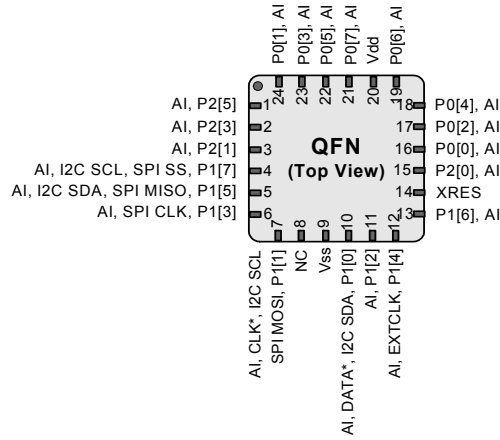 P0[1], AI
P0[3], AI
P0[5], AI
P0[7], AI
Vdd
P0[6], AI
24
23
22
21
20
19
AI, P2[5]
1
AI, P2[3]
2
AI, P2[1]
3
AI, I2C SCL, SPI SS, P1[7]
4
AI, I2C SDA, SPI MISO, P1[5]
5
AI, SPI CLK, P1[3]
6
QFN
(Top View)
18
P0[4], AI
17
P0[2], AI
16
P0[0], AI
15
P2[0], AI
14
XRES
13
P1[6], AI
7
8
9
10
11
12
AI, CLK*, I2C SCL
SPI MOSI, P1[1]
NC
Vss
AI, DATA*, I2C SDA, P1[0]
AI, P1[2]
AI, EXTCLK, P1[4]